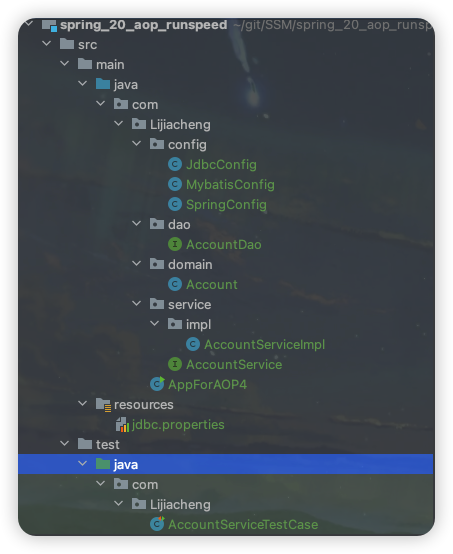 spring_20_aop_runspeed ~/git/SSM/spring_20_aop_runsp
src
main
java
com
Lijiacheng
config
JdbcConfig
MybatisConfig
SpringConfig
dao
AccountDao
domain
Account
service
impl
AccountServiceImpl
AccountService
AppForAOP4
resources
jdbc.properties
test
java
com
Lijiacheng
AccountServiceTestCase